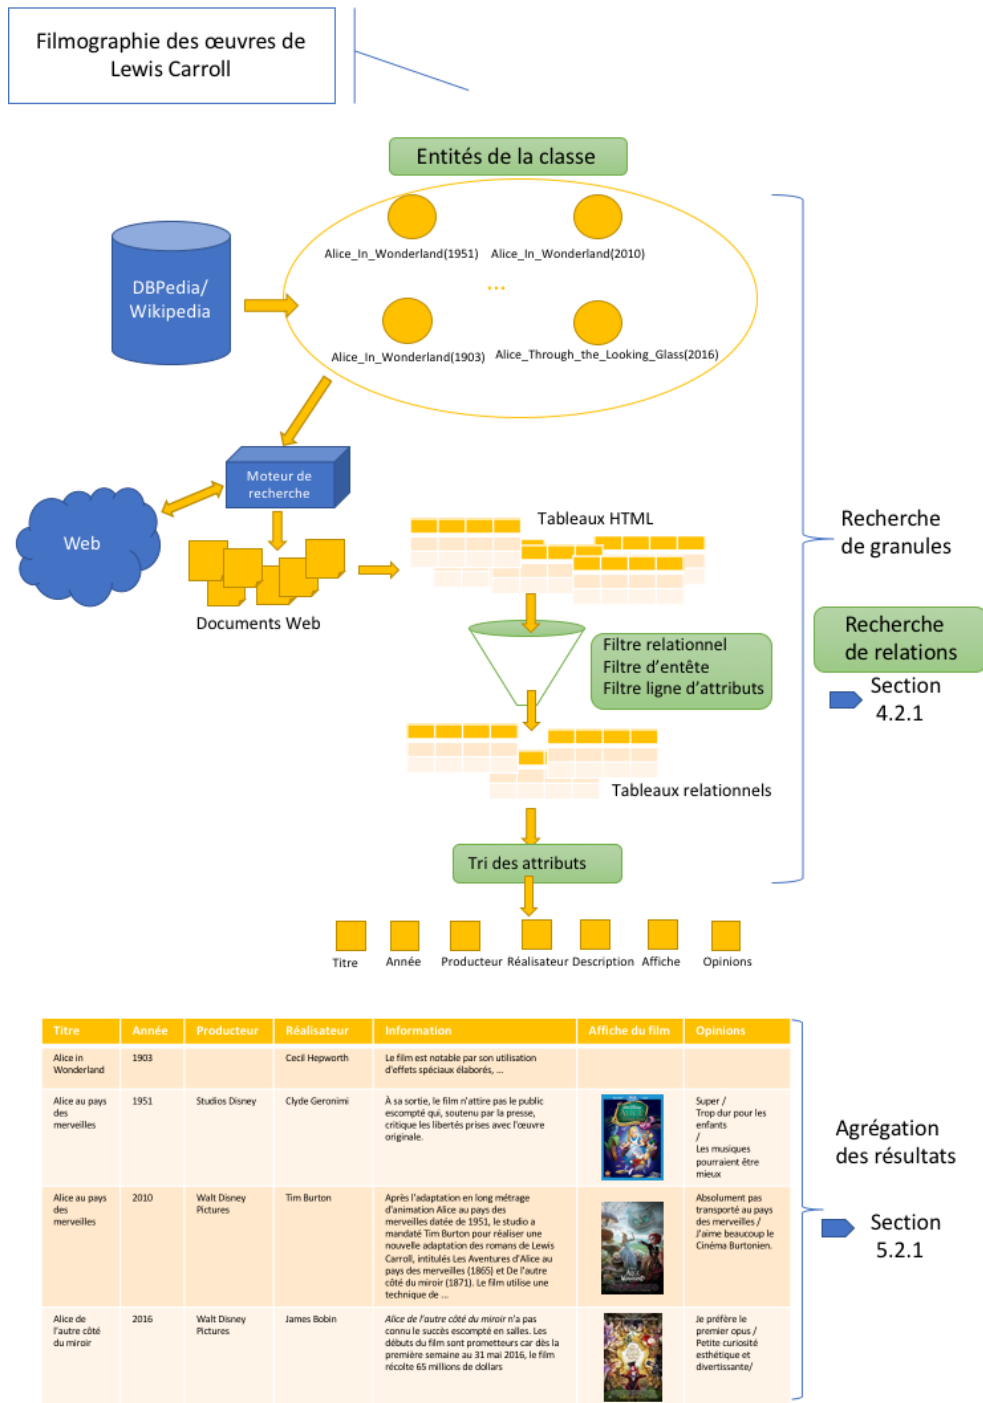 Filmographie des œuvres de
Lewis Carroll
Entités de la classe
DBPedia/
Wikipedia
Alice_In_Wonderland(1951)
Alice_In_Wonderland(2010)
...
Alice_In_Wonderland(1903)
Alice_Through_the_Looking_Glass(2016)
Moteur de
recherche
Web
Documents Web
Tableaux HTML
Recherche
de granules
Filtre relationnel
Filtre d'entête
Filtre ligne d'attributs
Recherche
de relations
Section
4.2.1
Tableaux relationnels
Tri des attributs
Titre
Année
Producteur
Réalisateur
Description
Affiche
Opinions
Titre
Année
Producteur
Réalisateur
Information
Affiche du film
Opinions
Alice in
Wonderland
1903
Cecil Hepworth
Le film est notable par son utilisation
d'effets spéciaux élaborés, ...
Alice au pays
des
merveilles
1951
Studios Disney
Clyde Geronimi
À sa sortie, le film n'attire pas le public
escompté qui, soutenu par la presse,
critique les libertés prises avec l'œuvre
originale.
Super /
Trop dur pour les
enfants
/
Les musiques
pourraient être
mieux
Alice au pays
des
merveilles
2010
Walt Disney
Pictures
Tim Burton
Après l'adaptation en long métrage
d'animation Alice au pays des
merveilles datée de 1951, le studio a
mandaté Tim Burton pour réaliser une
nouvelle adaptation des romans de Lewis
Carroll, intitulés Les Aventures d'Alice au
pays des merveilles (1865) et De l'autre
côté du miroir (1871). Le film utilise une
technique de ...
Absolument pas
transporté au pays
des merveilles /
J'aime beaucoup le
Cinéma Burtonien.
Alice de
l'autre côté
du miroir
2016
Walt Disney
Pictures
James Bobin
Alice de l'autre côté du miroir n'a pas
connu le succès escompté en salles. Les
débuts du film sont prometteurs car dès la
première semaine au 31 mai 2016, le film
récolte 65 millions de dollars
Je préfère le
premier opus /
Petite curiosité
esthétique et
divertissante/
Agrégation
des résultats
Section
5.2.1